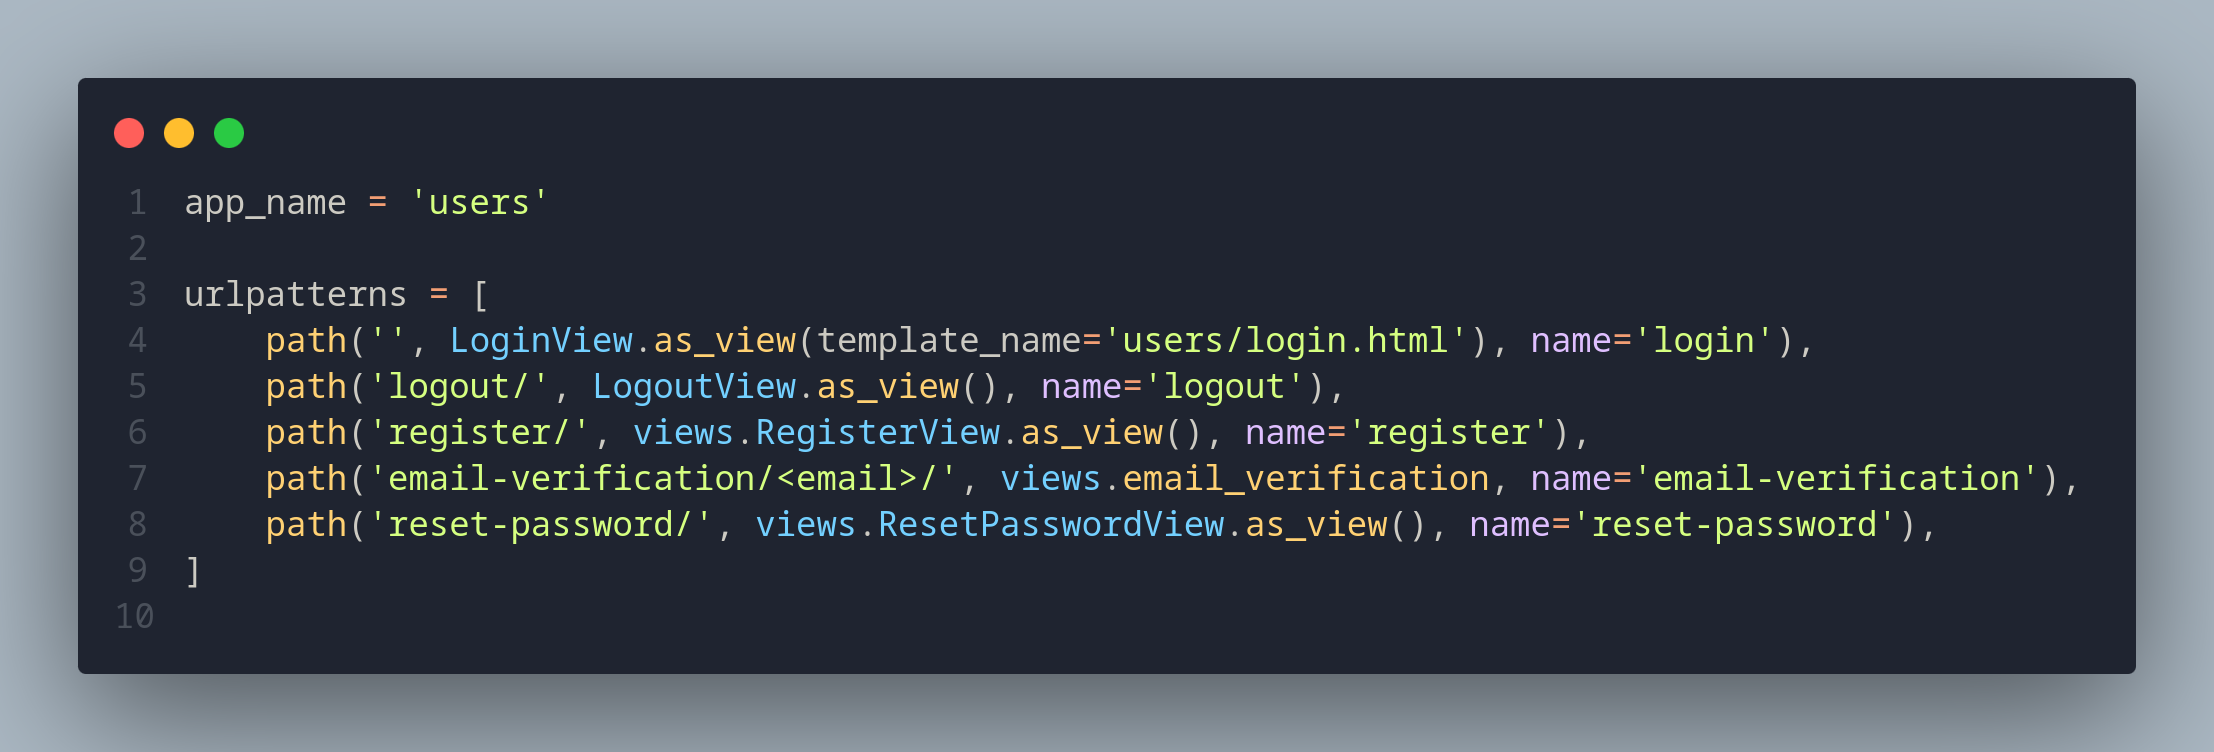 1 app_name = 'users'
2
3 urlpatterns = [
4     path('', LoginView.as_view(template_name='users/login.html'), name='login'),
5     path('logout/', LogoutView.as_view(), name='logout'),
6     path('register/', views.RegisterView.as_view(), name='register'),
7     path('email-verification/<email>/', views.email_verification, name='email-verification'),
8     path('reset-password/', views.ResetPasswordView.as_view(), name='reset-password'),
9 ]
10